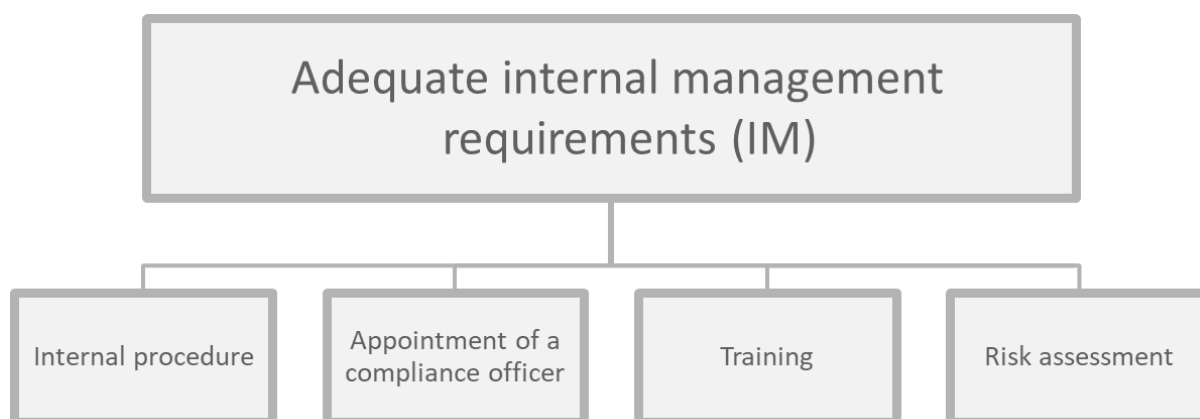 Adequate internal management
requirements (IM)
Internal procedure
Appointment of a
compliance officer
Training
Risk assessment